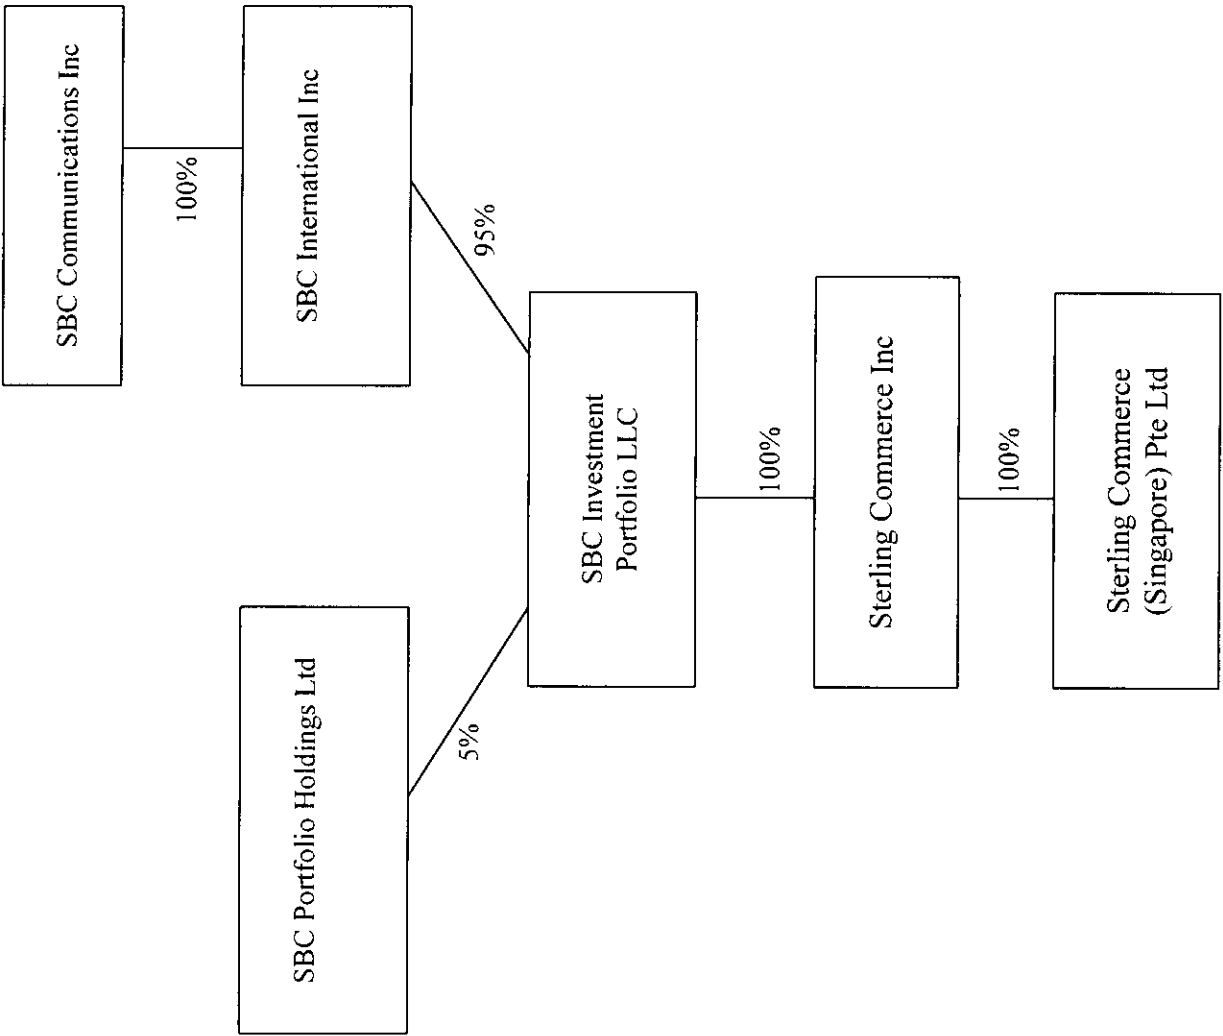 SBC Communications Inc
100%
SBC International Inc
95%
SBC Portfolio Holdings Ltd
5%
SBC Investment
Portfolio LLC
100%
Sterling Commerce Inc
100%
Sterling Commerce
(Singapore) Pte Ltd